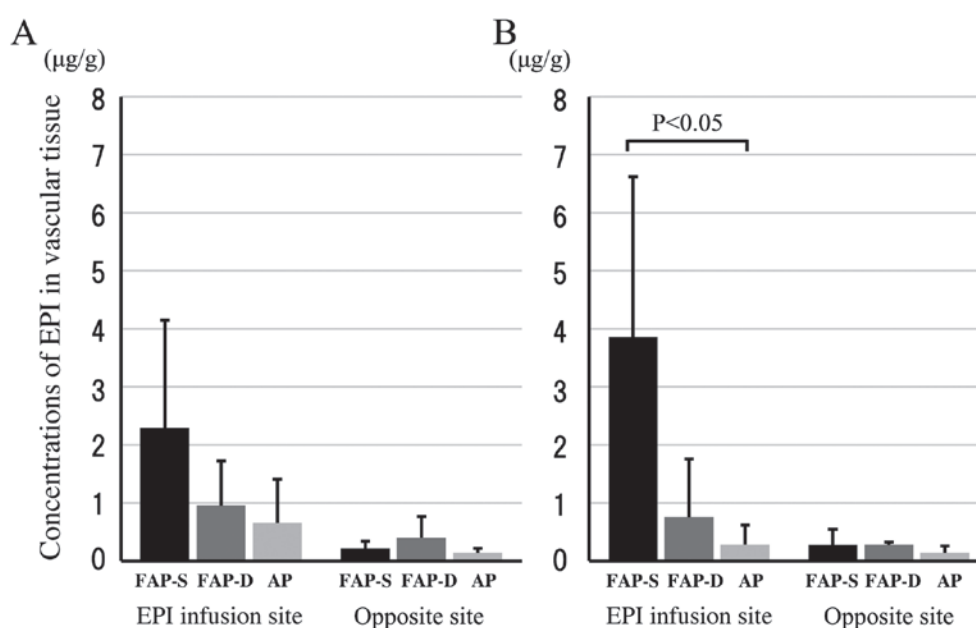 A
(μg/g)
Concentrations of EPI in vascular tissue
8
7
6
5
4
3
2
1
0
FAP-S FAP-D AP FAP-S FAP-D AP
EPI infusion site Opposite site
B
(μg/g)
8
7
6
5
4
3
2
1
0
P<0.05
FAP-S FAP-D AP FAP-S FAP-D AP
EPI infusion site Opposite site